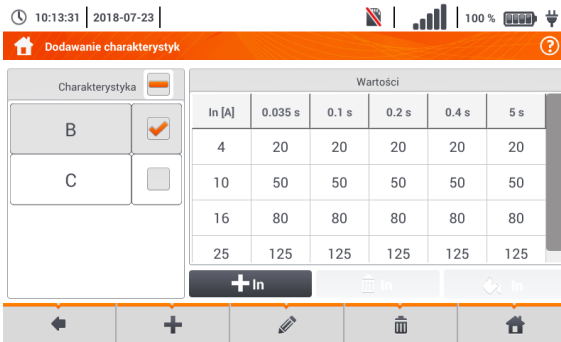 10:13:31 2018-07-23 100 %
Dodawanie charakterystyk ?
Charakterystyka
B
C
Wartości
In [A] 0.035 s 0.1 s 0.2 s 0.4 s 5 s
4 20 20 20 20 20
10 50 50 50 50 50
16 80 80 80 80 80
25 125 125 125 125 125
In In In